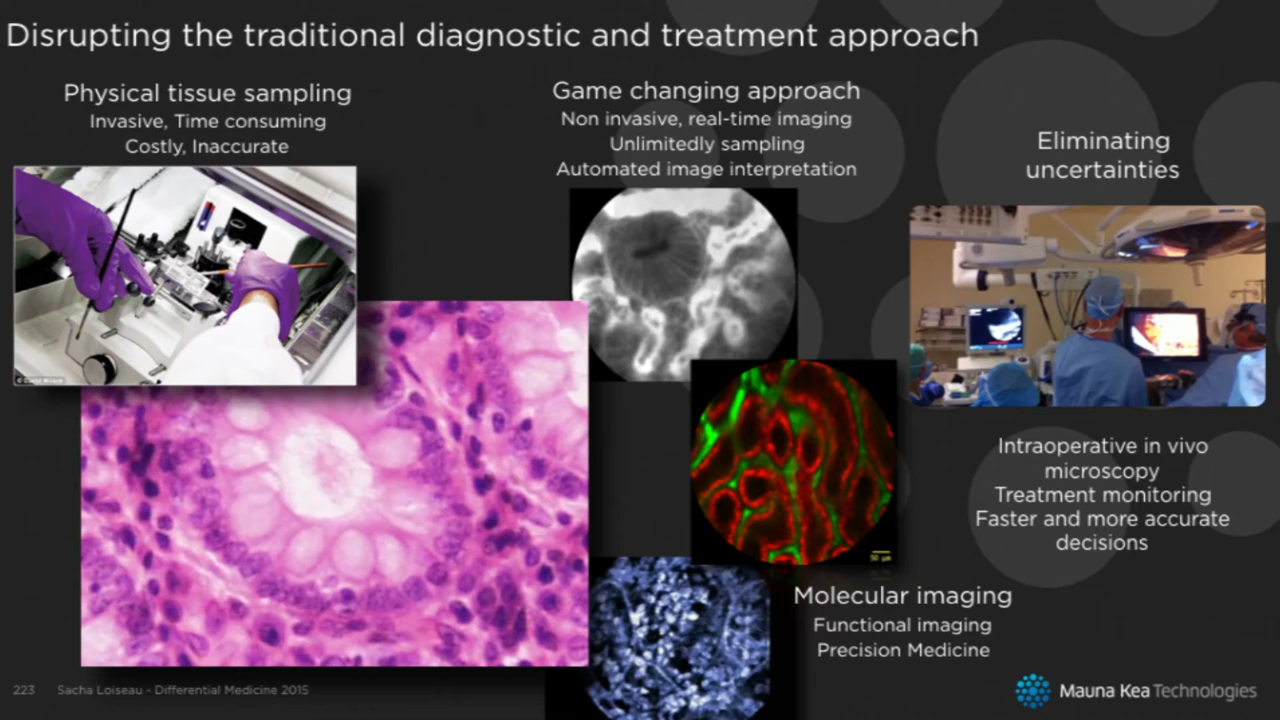 Disrupting the traditional diagnostic and treatment approach
Physical tissue sampling
Invasive, Time consuming
Costly, Inaccurate
Game changing approach
Non invasive, real-time imaging
Unlimitedly sampling
Automated image interpretation
Eliminating
uncertainties
Intraoperative in vivo
microscopy
Treatment monitoring
Faster and more accurate
decisions
50 µm
Molecular imaging
Functional imaging
Precision Medicine
223 Sacha Loiseau - Differential Medicine 2015
Mauna Kea Technologies